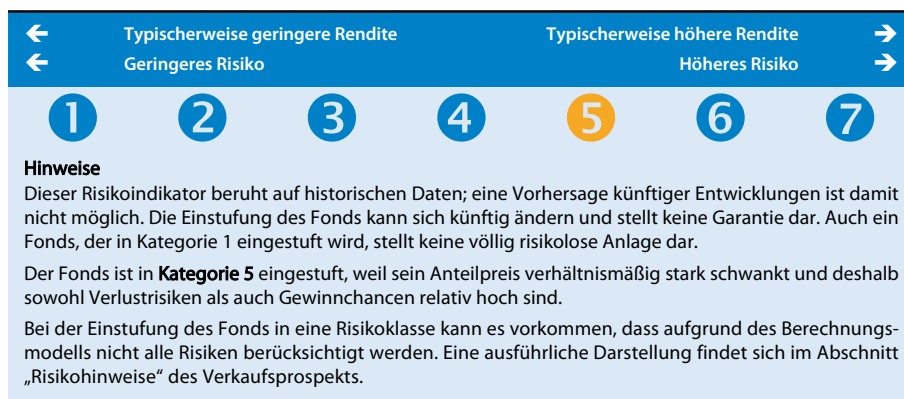 ← Typischerweise geringere Rendite Typischerweise höhere Rendite →
← Geringeres Risiko Höheres Risiko →
1 2 3 4 5 6 7
Hinweise
Dieser Risikoindikator beruht auf historischen Daten; eine Vorhersage künftiger Entwicklungen ist damit
nicht möglich. Die Einstufung des Fonds kann sich künftig ändern und stellt keine Garantie dar. Auch ein
Fonds, der in Kategorie 1 eingestuft wird, stellt keine völlig risikolose Anlage dar.
Der Fonds ist in Kategorie 5 eingestuft, weil sein Anteilpreis verhältnismäßig stark schwankt und deshalb
sowohl Verlustrisiken als auch Gewinnchancen relativ hoch sind.
Bei der Einstufung des Fonds in eine Risikoklasse kann es vorkommen, dass aufgrund des Berechnungs-
modells nicht alle Risiken berücksichtigt werden. Eine ausführliche Darstellung findet sich im Abschnitt
„Risikohinweise“ des Verkaufsprospekts.